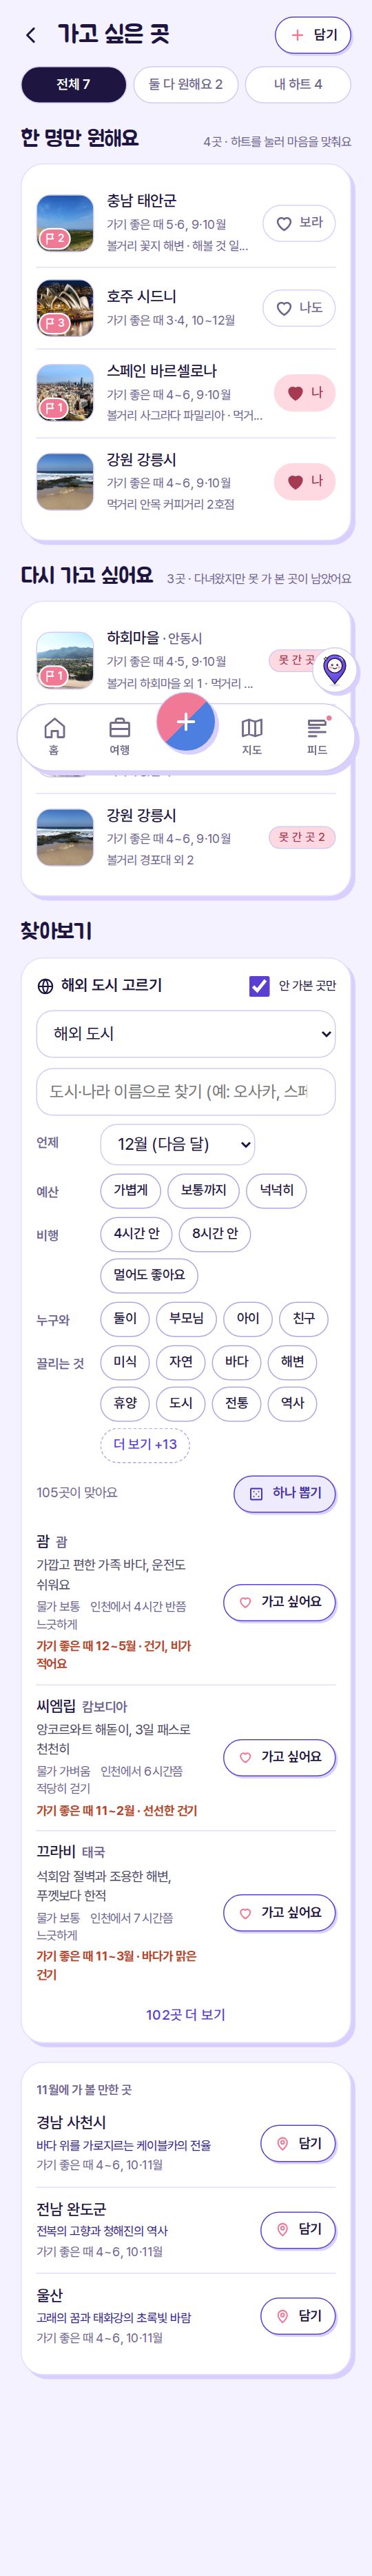 가고 싶은 곳
담기
전체 7
둘 다 원해요 2
내 하트 4
한 명만 원해요
4곳 · 하트를 눌러 마음을 맞춰요
충남 태안군
가기 좋은 때 5·6, 9·10월
볼거리 꽃지 해변 · 해볼 것 일...
2
보라
호주 시드니
가기 좋은 때 3·4, 10~12월
3
나도
스페인 바르셀로나
가기 좋은 때 4~6, 9·10월
볼거리 사그라다 파밀리아 · 먹거...
1
나
강원 강릉시
가기 좋은 때 4~6, 9·10월
먹거리 안목 커피거리 2호점
나
다시 가고 싶어요
3곳 · 다녀왔지만 못 가 본 곳이 남았어요
하회마을 · 안동시
가기 좋은 때 4·5, 9·10월
볼거리 하회마을 외 1 · 먹거리 ...
1
못 간 곳
홈
여행
지도
피드
강원 강릉시
가기 좋은 때 4~6, 9·10월
볼거리 경포대 외 2
못 간 곳 2
찾아보기
해외 도시 고르기
안 가본 곳만
해외 도시
도시·나라 이름으로 찾기 (예: 오사카, 스페
언제
12월 (다음 달)
예산
가볍게
보통까지
넉넉히
비행
4시간 안
8시간 안
멀어도 좋아요
누구와
둘이
부모님
아이
친구
끌리는 것
미식
자연
바다
해변
휴양
도시
전통
역사
더 보기 +13
105곳이 맞아요
하나 뽑기
괌 괌
가깝고 편한 가족 바다, 운전도
쉬워요
물가 보통 인천에서 4시간 반쯤
느긋하게
가기 좋은 때 12~5월 · 건기, 비가
적어요
가고 싶어요
씨엠립 캄보디아
앙코르와트 해돋이, 3일 패스로
천천히
물가 가벼움 인천에서 6시간쯤
적당히 걷기
가기 좋은 때 11~2월 · 선선한 건기
가고 싶어요
끄라비 태국
석회암 절벽과 조용한 해변,
푸껫보다 한적
물가 보통 인천에서 7시간쯤
느긋하게
가기 좋은 때 11~3월 · 바다가 맑은
건기
가고 싶어요
102곳 더 보기
11월에 가 볼 만한 곳
경남 사천시
바다 위를 가로지르는 케이블카의 전율
가기 좋은 때 4~6, 10·11월
담기
전남 완도군
전복의 고향과 청해진의 역사
가기 좋은 때 4~6, 10·11월
담기
울산
고래의 꿈과 태화강의 초록빛 바람
가기 좋은 때 4~6, 10·11월
담기